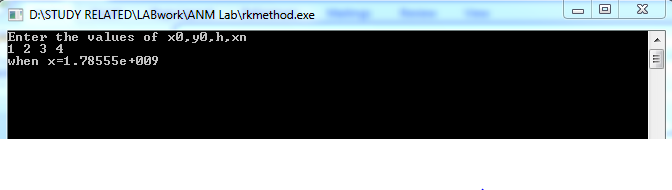 D:\STUDY RELATED\LABwork\ANM Lab\rkmethod.exe
Enter the values of x0,y0,h,xn
1 2 3 4
when x=1.78555e+009